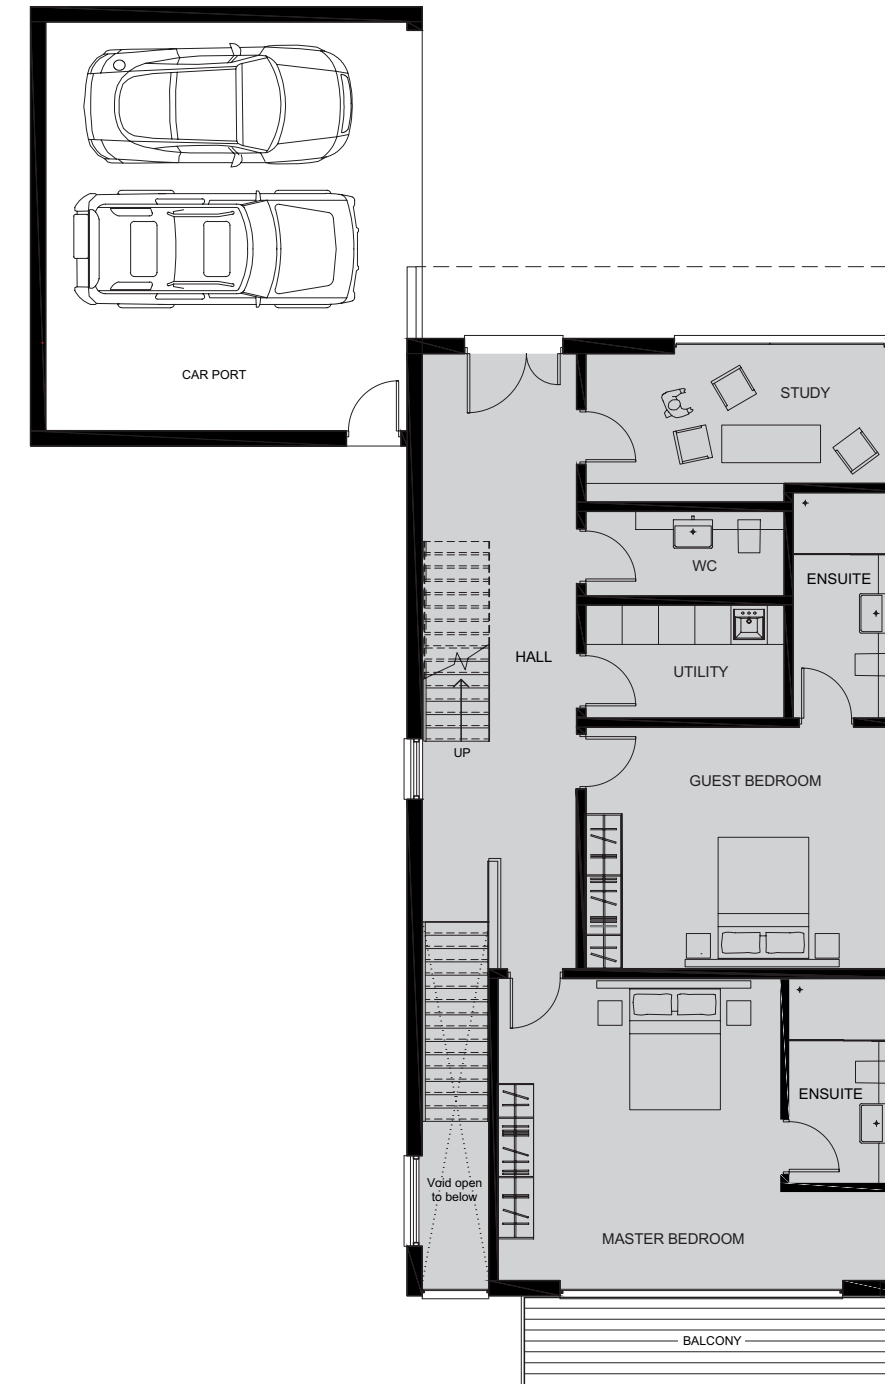 CAR PORT
STUDY
WC
ENSUITE
HALL
UTILITY
UP
GUEST BEDROOM
ENSUITE
Void open
to below
MASTER BEDROOM
BALCONY